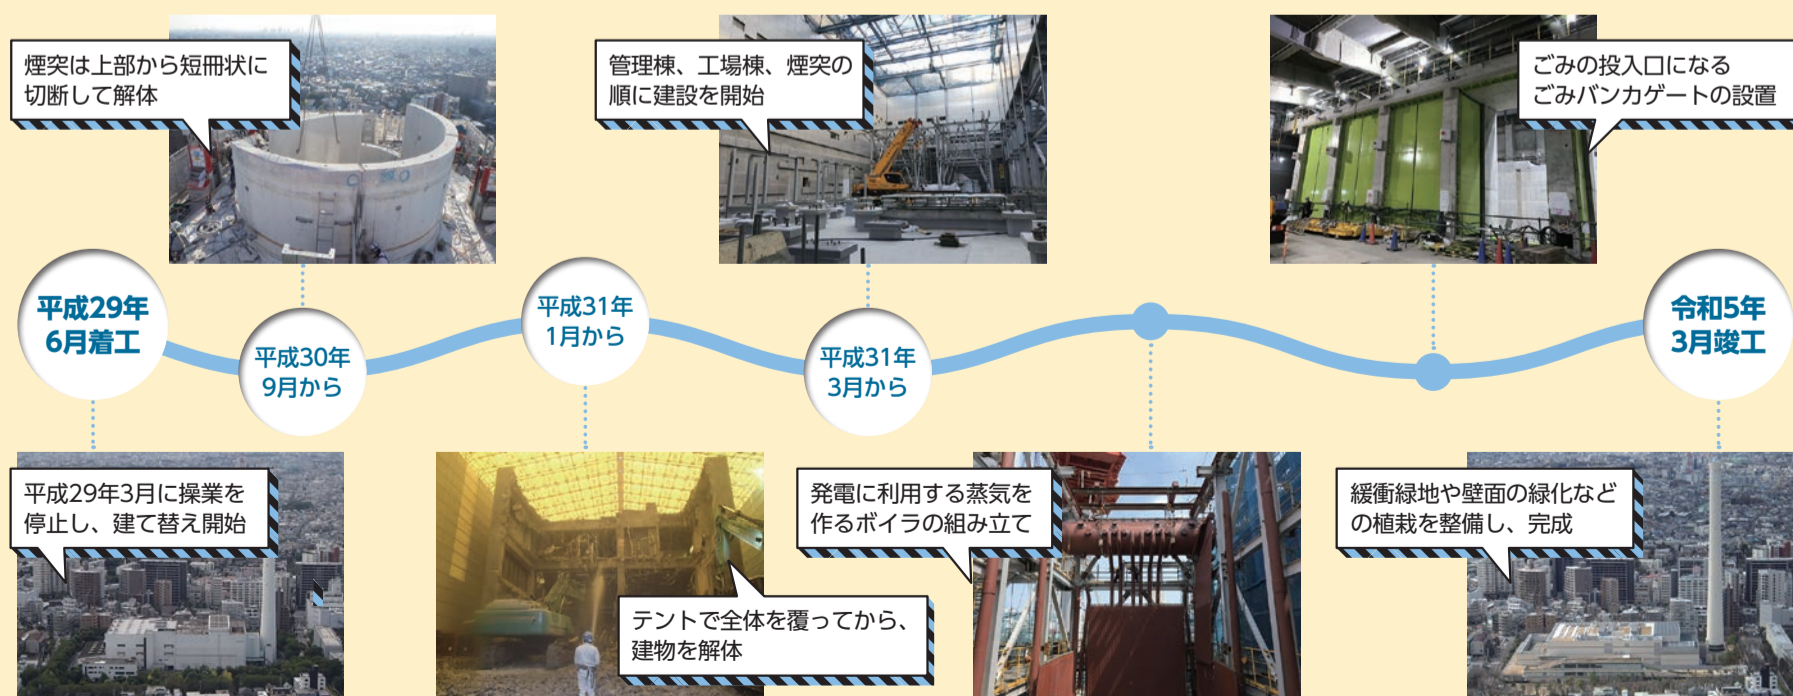 煙突は上部から短冊状に
切断して解体
管理棟、工場棟、煙突の
順に建設を開始
ごみの投入口になる
ごみバンカゲートの設置
平成29年
6月着工
平成30年
9月から
平成31年
1月から
平成31年
3月から
令和5年
3月竣工
平成29年3月に操業を
停止し、建て替え開始
テントで全体を覆ってから、
建物を解体
発電に利用する蒸気を
作るボイラの組み立て
緩衝緑地や壁面の緑化など
の植栽を整備し、完成